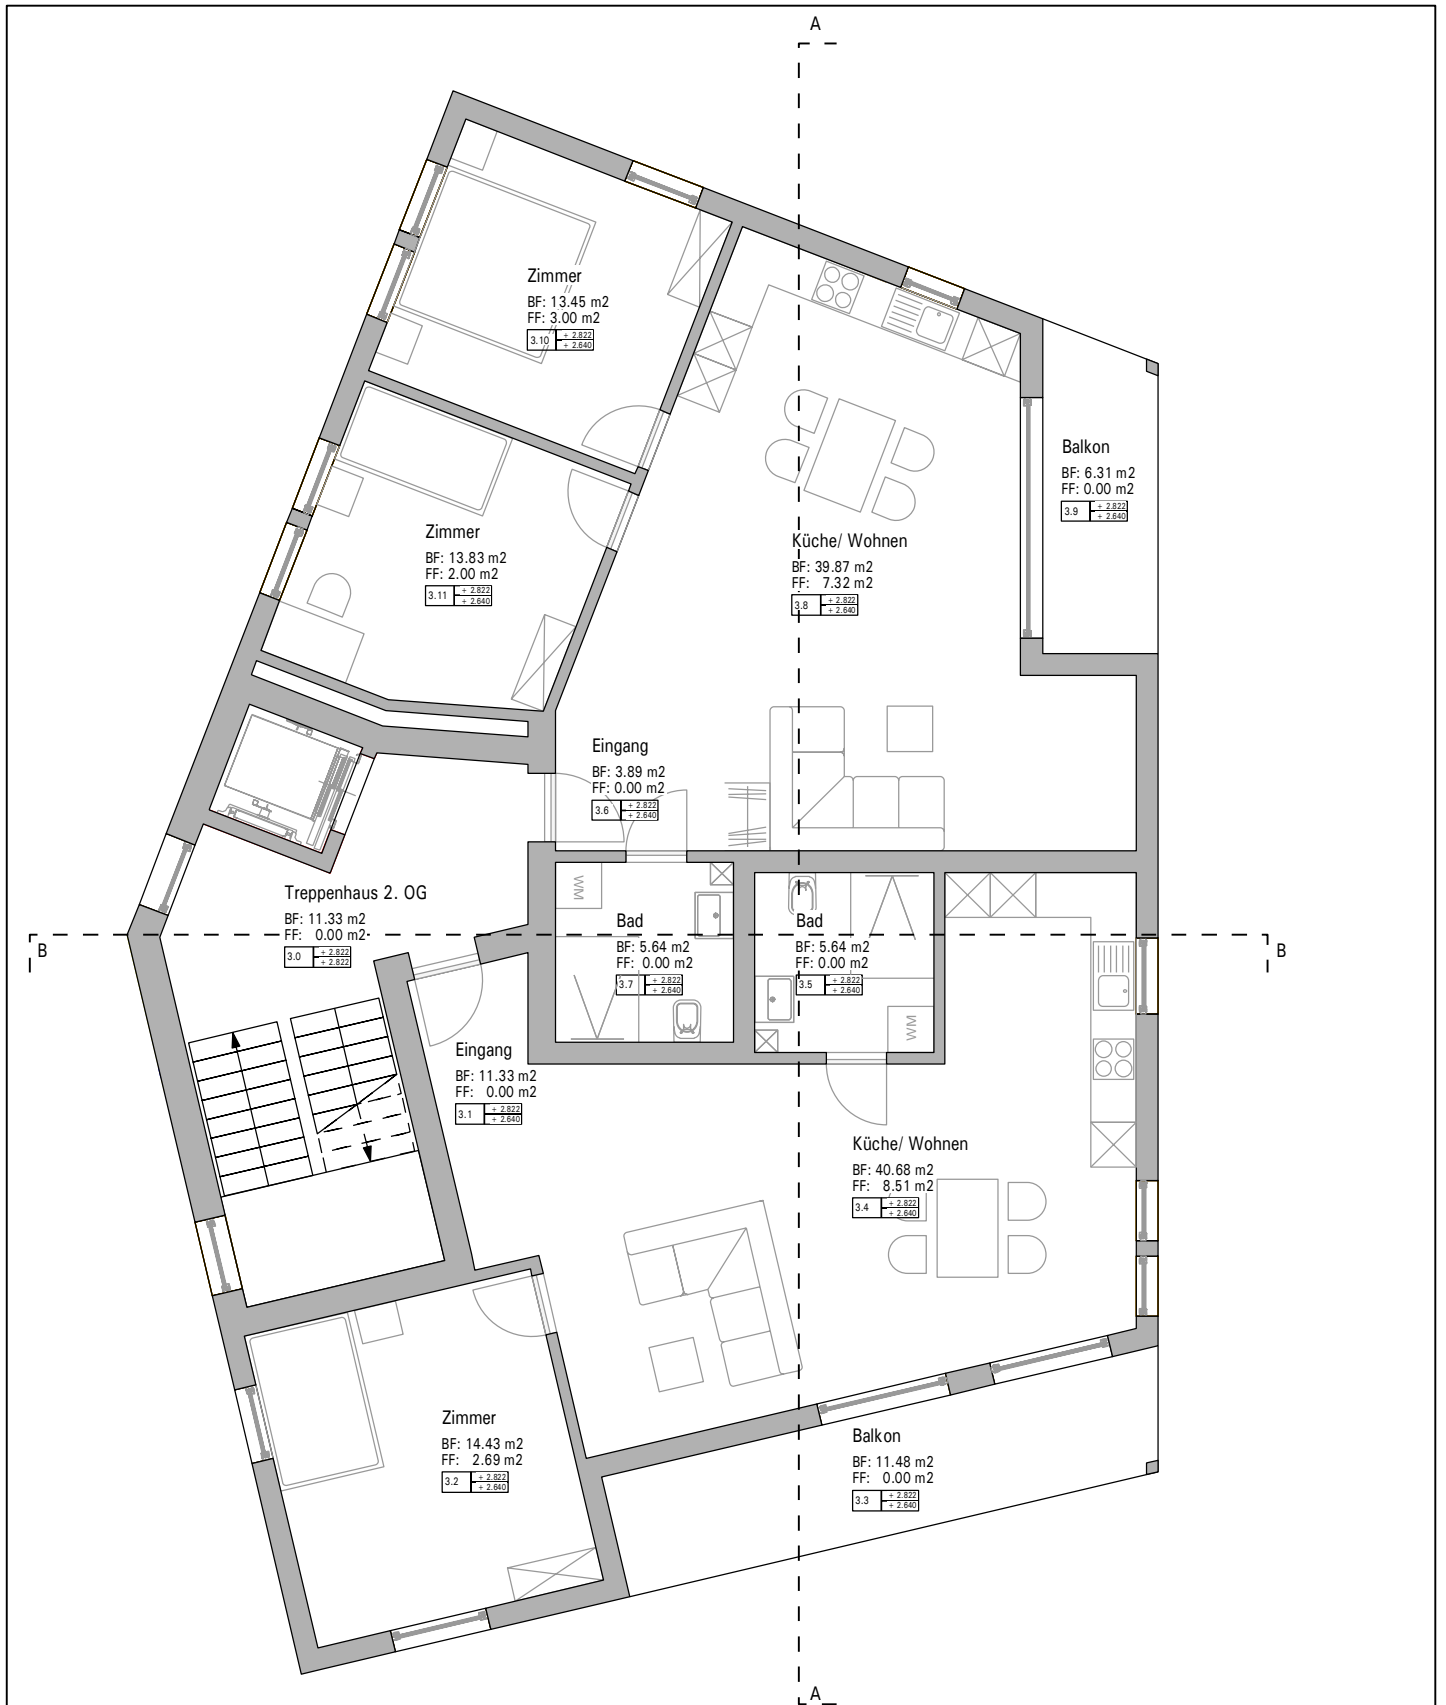 A
Zimmer
BF: 13.45 m2
FF: 3.00 m2
3.10
+ 2.822
+ 2.640
Balkon
BF: 6.31 m2
FF: 0.00 m2
3.9
+ 2.822
+ 2.640
Zimmer
BF: 13.83 m2
FF: 2.00 m2
3.11
+ 2.822
+ 2.640
Küche/ Wohnen
BF: 39.87 m2
FF: 7.32 m2
3.8
+ 2.822
+ 2.640
Eingang
BF: 3.89 m2
FF: 0.00 m2
3.6
+ 2.822
+ 2.640
Treppenhaus 2. OG
BF: 11.33 m2
FF: 0.00 m2
3.0
+ 2.822
+ 2.822
WM
Bad
BF: 5.64 m2
FF: 0.00 m2
3.7
+ 2.822
+ 2.640
Bad
BF: 5.64 m2
FF: 0.00 m2
3.5
+ 2.822
+ 2.640
WM
B
B
Eingang
BF: 11.33 m2
FF: 0.00 m2
3.1
+ 2.822
+ 2.640
Küche/ Wohnen
BF: 40.68 m2
FF: 8.51 m2
3.4
+ 2.822
+ 2.640
Zimmer
BF: 14.43 m2
FF: 2.69 m2
3.2
+ 2.822
+ 2.640
Balkon
BF: 11.48 m2
FF: 0.00 m2
3.3
+ 2.822
+ 2.640
A